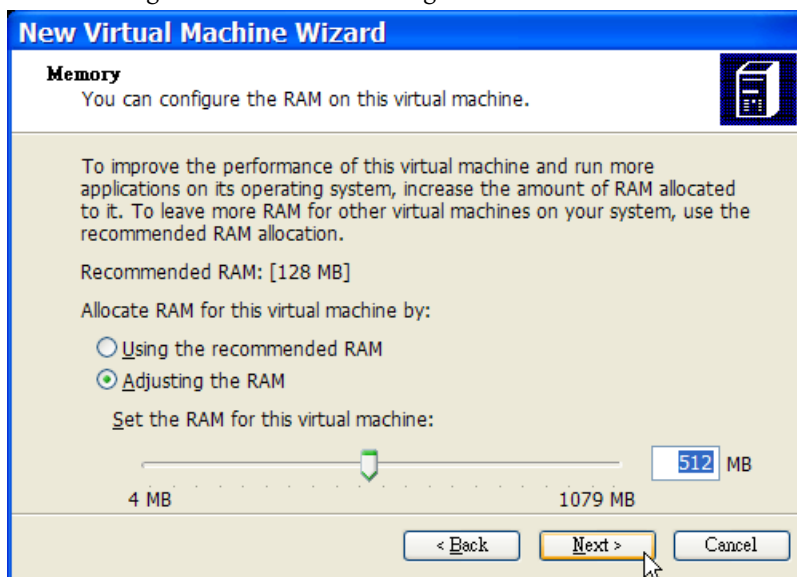 New Virtual Machine Wizard
Memory
You can configure the RAM on this virtual machine.
To improve the performance of this virtual machine and run more
applications on its operating system, increase the amount of RAM allocated
to it. To leave more RAM for other virtual machines on your system, use the
recommended RAM allocation.
Recommended RAM: [128 MB]
Allocate RAM for this virtual machine by:
Using the recommended RAM
Adjusting the RAM
Set the RAM for this virtual machine:
512 MB
4 MB 1079 MB
< Back Next > Cancel